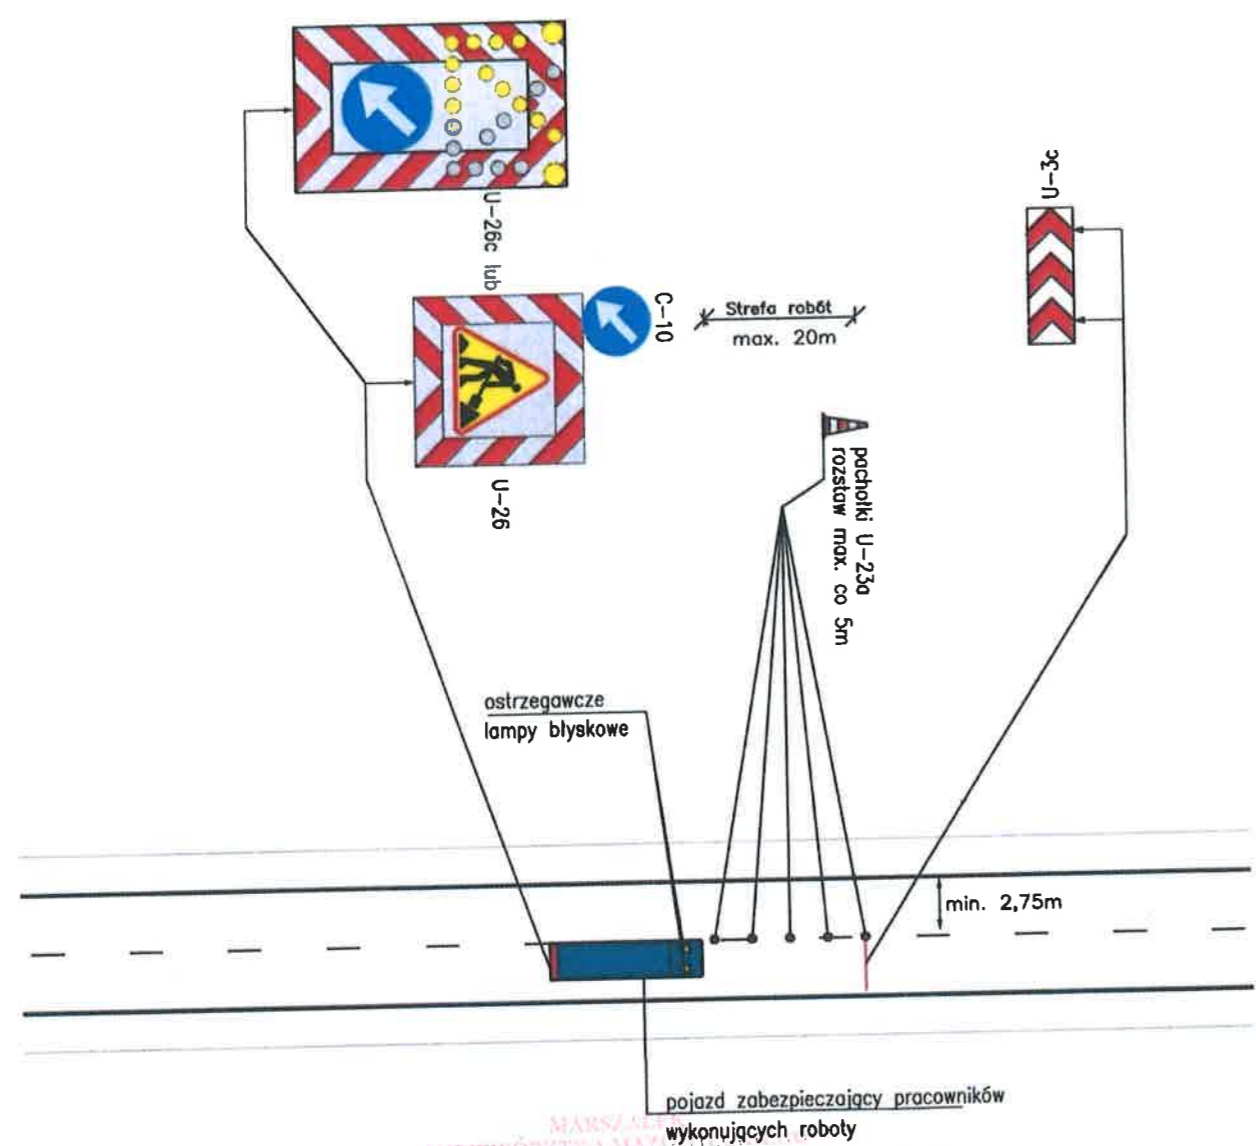 U-26c lub
C-10
U-26
Strefa robót
max. 20m
U-3c
pachołki U-23a
rozstaw max. co 5m
ostrzegawcze
lampy błyskowe
min. 2,75m
pojazd zabezpieczający pracowników
wykonujących roboty
MARSZAŁEK